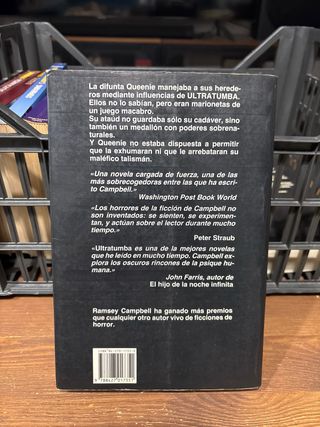 La difunta Queenie manejaba a sus herede-
ros mediante influencias de ULTRATUMBA.
Ellos no lo sabían, pero eran marionetas de
un juego macabro.
Su ataúd no guardaba sólo su cadáver, sino
también un medallón con poderes sobrena-
turales.
Y Queenie no estaba dispuesta a permitir
que la exhumaran ni que le arrebataran su
maléfico talismán.
«Una novela cargada de fuerza, una de las
más sobrecogedoras entre las que ha escri-
to Campbell.»
Washington Post Book World
«Los horrores de la ficción de Campbell no
son inventados: se sienten, se experimen-
tan, y actúan sobre el lector durante mucho
tiempo.»
Peter Straub
«Ultratumba es una de la mejores novelas
que he leído en mucho tiempo. Campbell ex-
plora los oscuros rincones de la psique hu-
mana.»
John Farris, autor de
El hijo de la noche infinita
Ramsey Campbell ha ganado más premios
que cualquier otro autor vivo de ficciones de
horror.